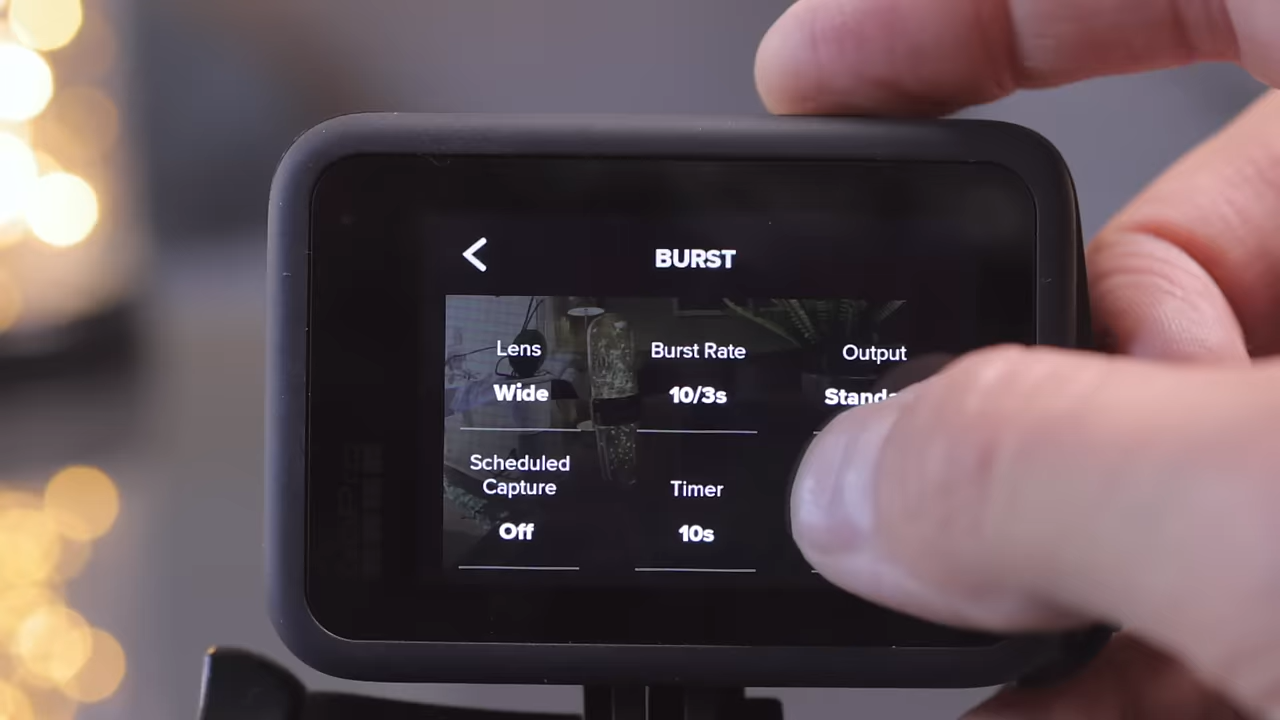 BURST
Lens
Wide
Burst Rate
10/3s
Output
Scheduled
Capture
Off
Timer
10s